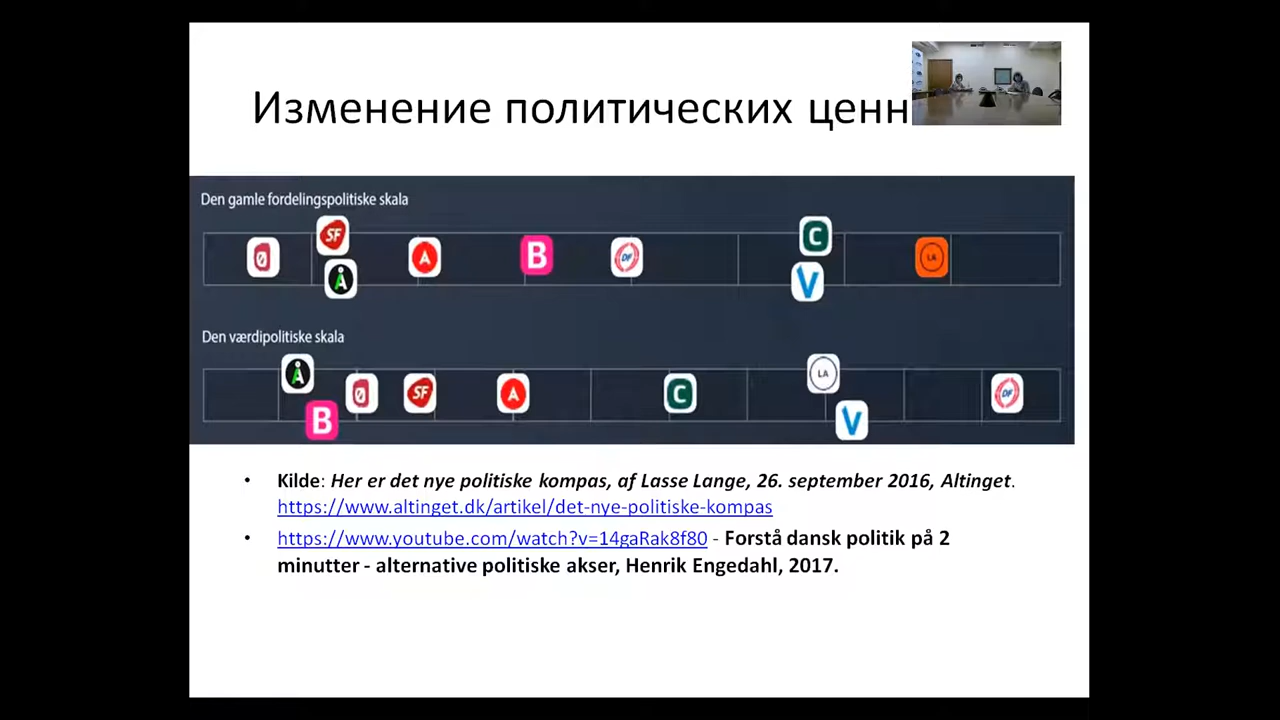 Изменение политических ценн
Den gamle fordelingspolitiske skala
SF C
Ø A B DF LA
Å V
Den værdipolitiske skala
Å LA
Ø SF A C DF
B V
• Kilde: Her er det nye politiske kompas, af Lasse Lange, 26. september 2016, Altinget.
https://www.altinget.dk/artikel/det-nye-politiske-kompas
• https://www.youtube.com/watch?v=14gaRak8f80 - Forstå dansk politik på 2
minutter - alternative politiske akser, Henrik Engedahl, 2017.